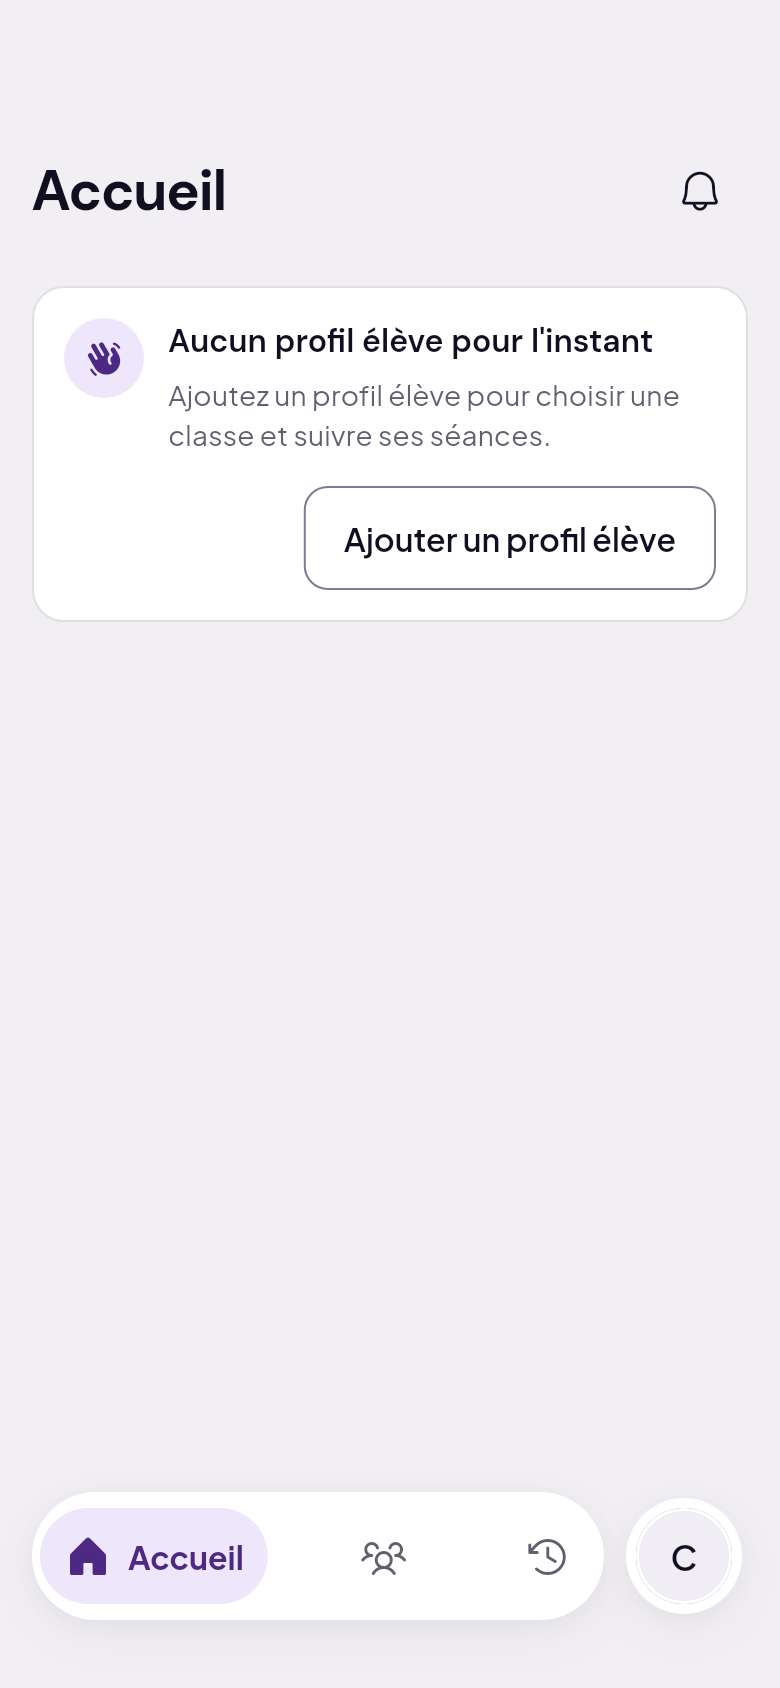 Accueil
Aucun profil élève pour l'instant
Ajoutez un profil élève pour choisir une
classe et suivre ses séances.
Ajouter un profil élève
Accueil
C